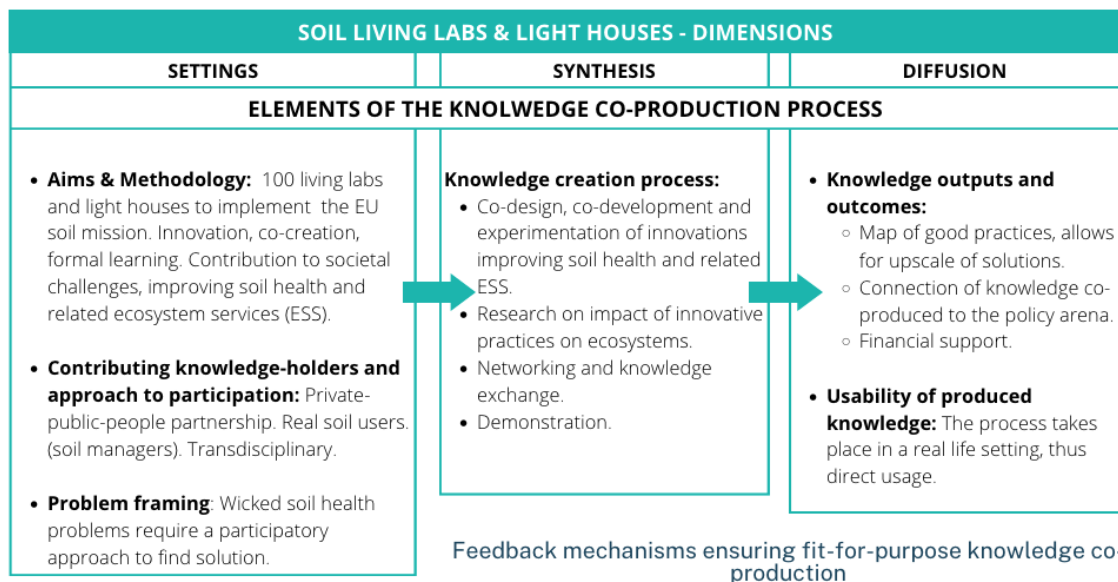 SOIL LIVING LABS & LIGHT HOUSES - DIMENSIONS
SETTINGS
SYNTHESIS
DIFFUSION
ELEMENTS OF THE KNOLWEDGE CO-PRODUCTION PROCESS
• Aims & Methodology: 100 living labs
and light houses to implement the EU
soil mission. Innovation, co-creation,
formal learning. Contribution to societal
challenges, improving soil health and
related ecosystem services (ESS).
• Contributing knowledge-holders and
approach to participation: Private-
public-people partnership. Real soil users.
(soil managers). Transdisciplinary.
• Problem framing: Wicked soil health
problems require a participatory
approach to find solution.
Knowledge creation process:
• Co-design, co-development and
experimentation of innovations
improving soil health and related
ESS.
• Research on impact of innovative
practices on ecosystems.
• Networking and knowledge
exchange.
• Demonstration.
• Knowledge outputs and
outcomes:
◦ Map of good practices, allows
for upscale of solutions.
◦ Connection of knowledge co-
produced to the policy arena.
◦ Financial support.
• Usability of produced
knowledge: The process takes
place in a real life setting, thus
direct usage.
Feedback mechanisms ensuring fit-for-purpose knowledge co-
production